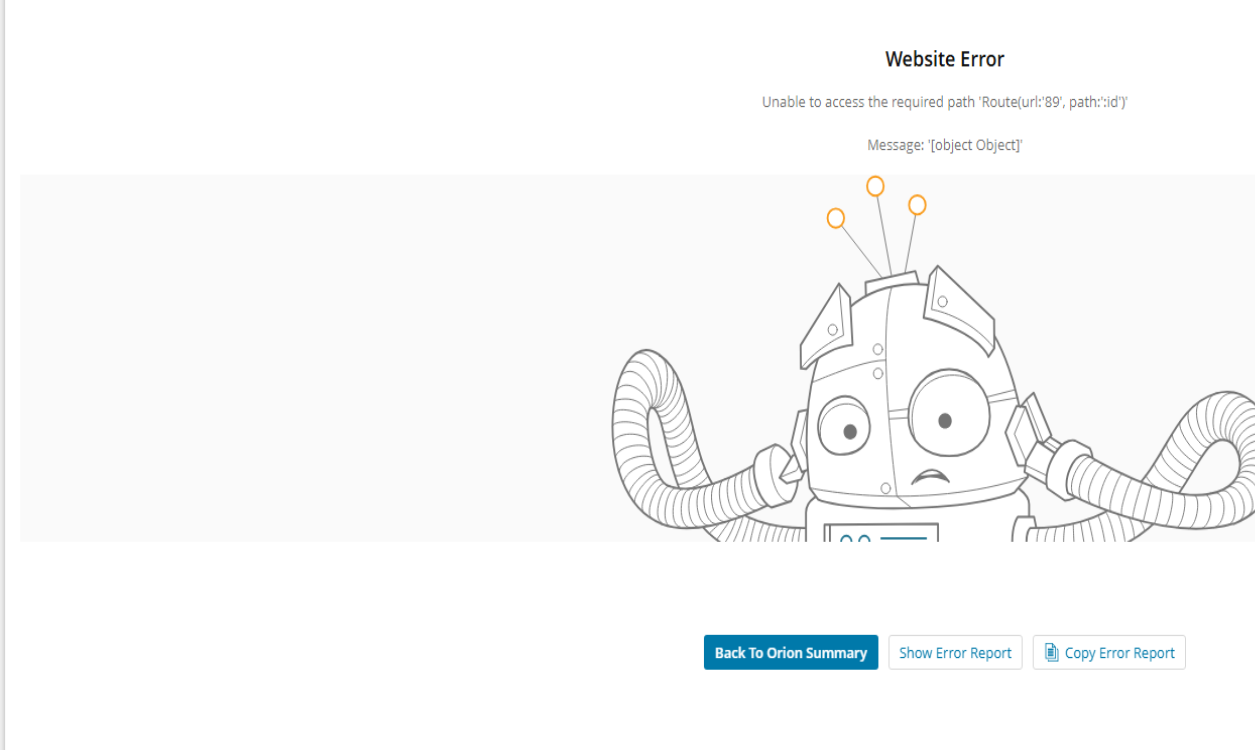 Website Error
Unable to access the required path 'Route(url:'89', path:':id')'
Message: '[object Object]'
Back To Orion Summary
Show Error Report
Copy Error Report